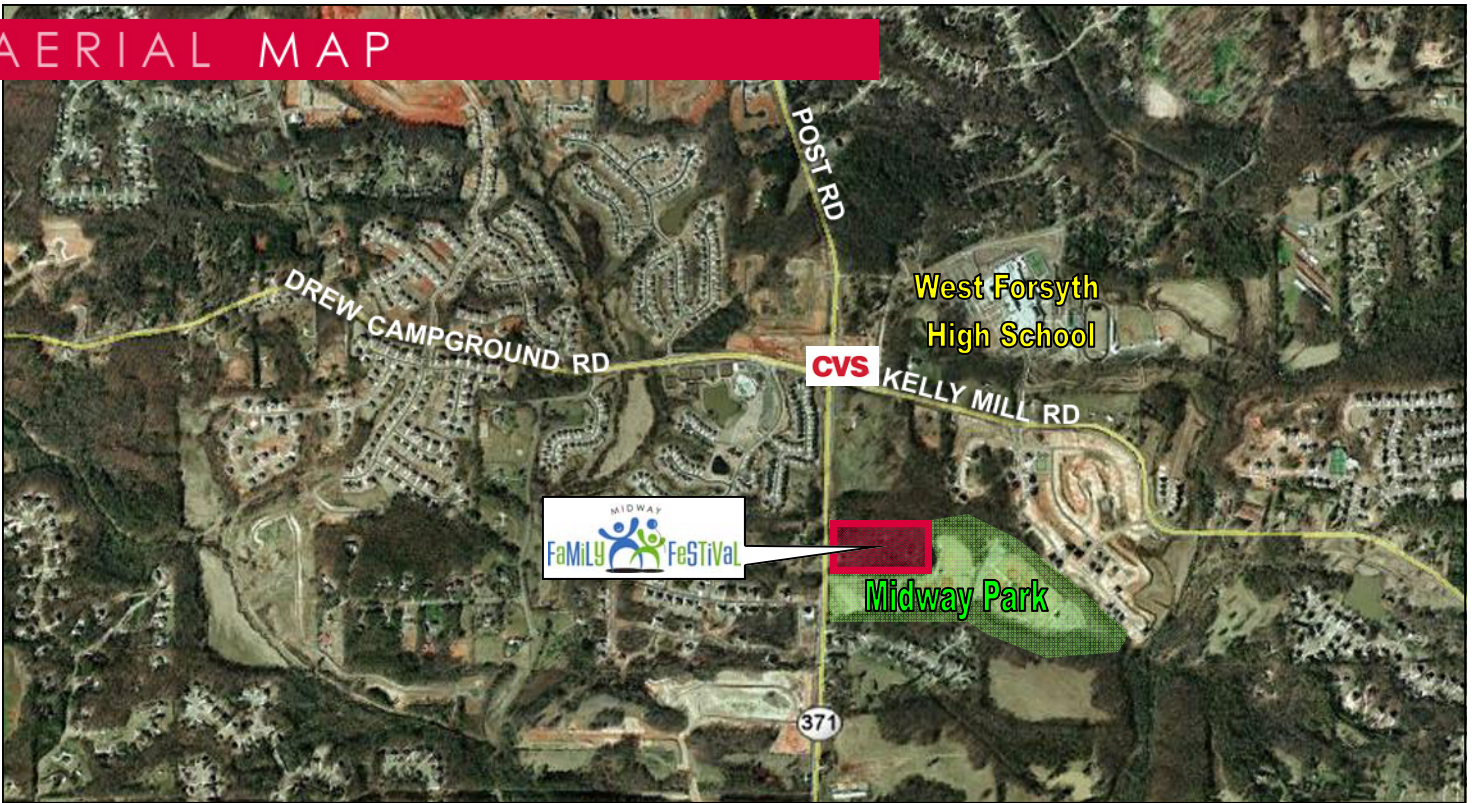 AERIAL MAP
POST RD
West Forsyth
High School
DREW CAMPGROUND RD
CVS
KELLY MILL RD
MIDWAY
FaMiLY FeSTiVaL
Midway Park
371